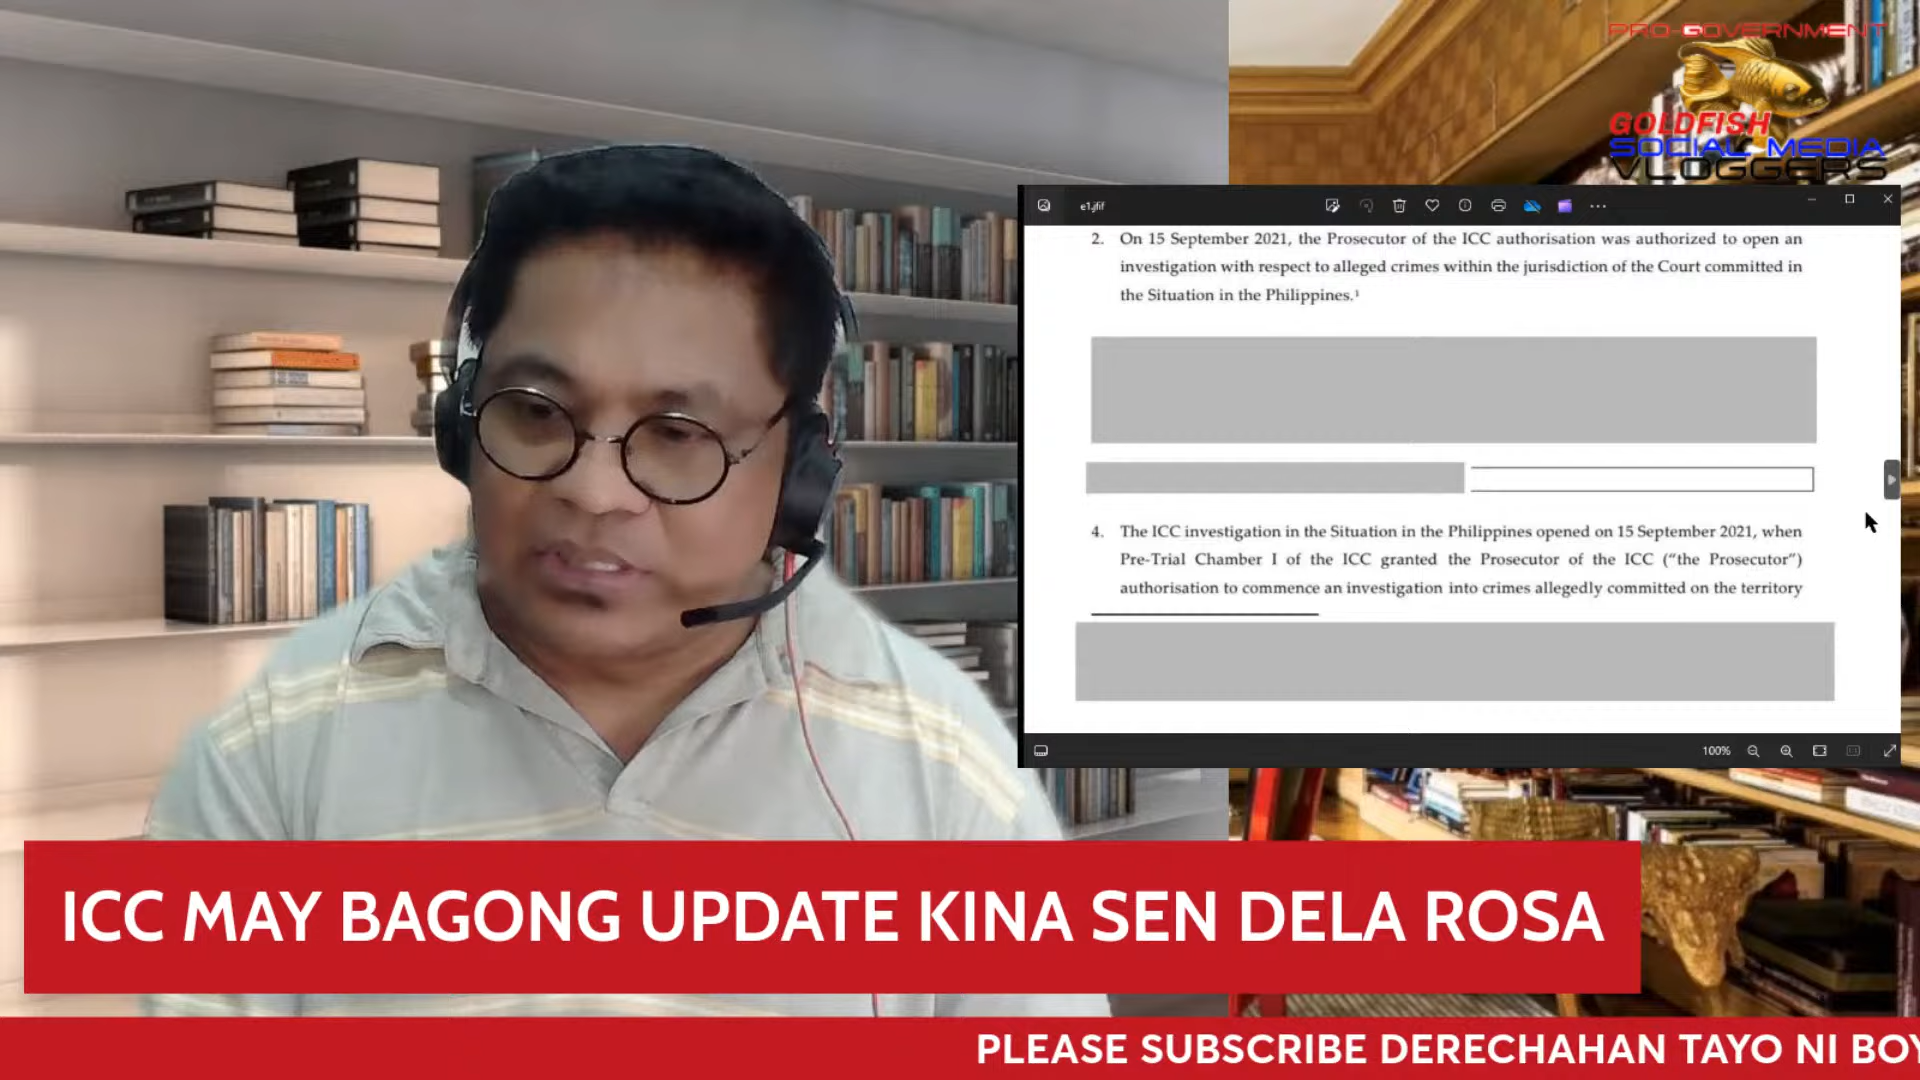 PRO-GOVERNMENT
GOLDFISH
SOCIAL MEDIA
VLOGGERS
e1.jfif
2. On 15 September 2021, the Prosecutor of the ICC authorisation was authorized to open an
investigation with respect to alleged crimes within the jurisdiction of the Court committed in
the Situation in the Philippines.¹
4. The ICC investigation in the Situation in the Philippines opened on 15 September 2021, when
Pre-Trial Chamber I of the ICC granted the Prosecutor of the ICC (“the Prosecutor”)
authorisation to commence an investigation into crimes allegedly committed on the territory
100%
ICC MAY BAGONG UPDATE KINA SEN DELA ROSA
PLEASE SUBSCRIBE DERECHAHAN TAYO NI BOY